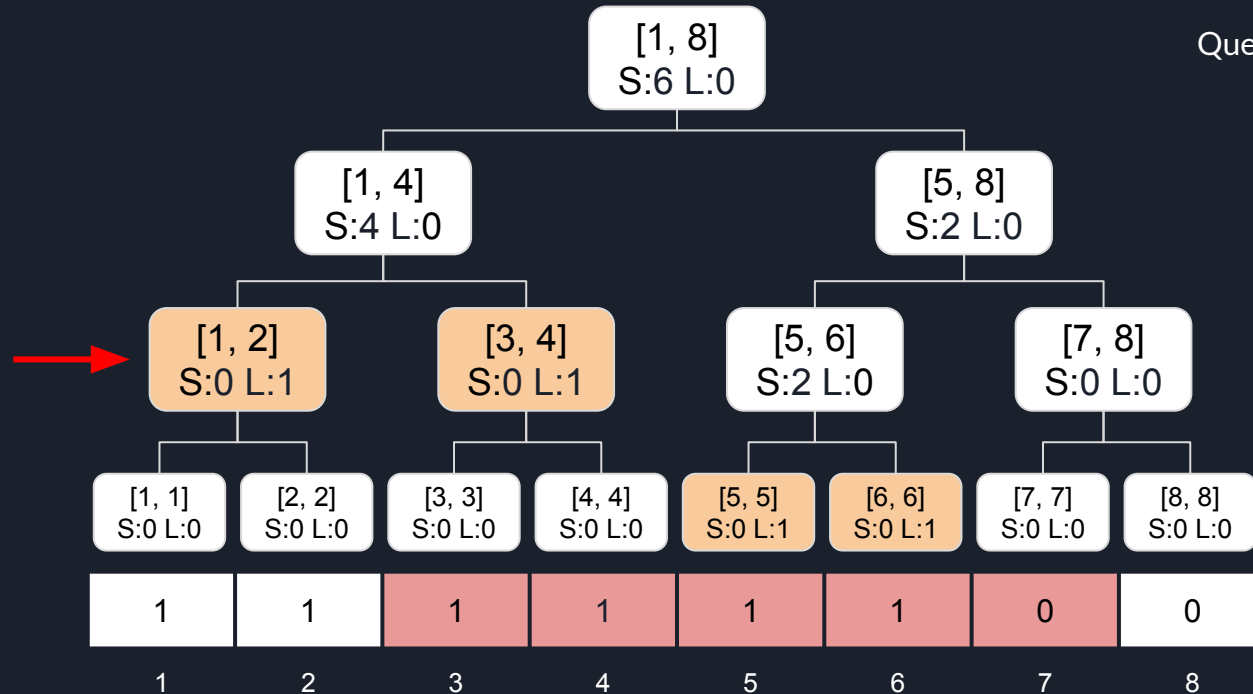 [1, 8]
S:6 L:0
[1, 4]
S:4 L:0
[5, 8]
S:2 L:0
[1, 2]
S:0 L:1
[3, 4]
S:0 L:1
[5, 6]
S:2 L:0
[7, 8]
S:0 L:0
[1, 1]
S:0 L:0
[2, 2]
S:0 L:0
[3, 3]
S:0 L:0
[4, 4]
S:0 L:0
[5, 5]
S:0 L:1
[6, 6]
S:0 L:1
[7, 7]
S:0 L:0
[8, 8]
S:0 L:0
1 1 1 1 1 1 0 0
1 2 3 4 5 6 7 8